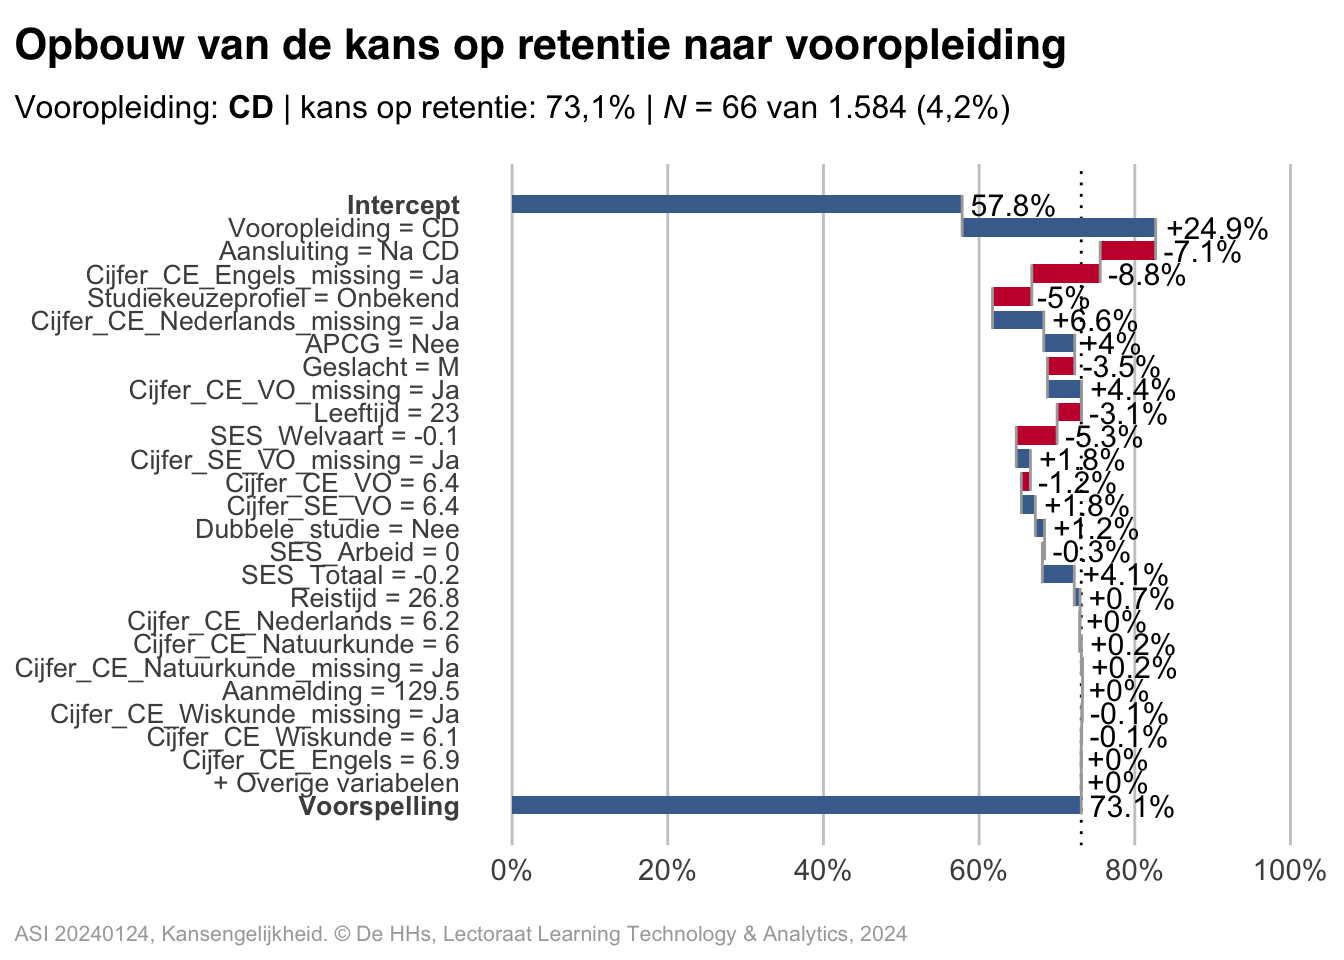 Opbouw van de kans op retentie naar vooropleiding
Vooropleiding: CD | kans op retentie: 73,1% | N = 66 van 1.584 (4,2%)
Intercept 57.8%
Vooropleiding = CD +24.9%
Aansluiting = Na CD -7.1%
Cijfer_CE_Engels_missing = Ja -8.8%
Studiekeuzeprofiel = Onbekend -5%
Cijfer_CE_Nederlands_missing = Ja +6.6%
APCG = Nee +4%
Geslacht = M -3.5%
Cijfer_CE_VO_missing = Ja +4.4%
Leeftijd = 23 -3.1%
SES_Welvaart = -0.1 -5.3%
Cijfer_SE_VO_missing = Ja +1.8%
Cijfer_CE_VO = 6.4 -1.2%
Cijfer_SE_VO = 6.4 +1.8%
Dubbele_studie = Nee +1.2%
SES_Arbeid = 0 -0.3%
SES_Totaal = -0.2 +4.1%
Reistijd = 26.8 +0.7%
Cijfer_CE_Nederlands = 6.2 +0%
Cijfer_CE_Natuurkunde = 6 +0.2%
Cijfer_CE_Natuurkunde_missing = Ja +0.2%
Aanmelding = 129.5 +0%
Cijfer_CE_Wiskunde_missing = Ja -0.1%
Cijfer_CE_Wiskunde = 6.1 -0.1%
Cijfer_CE_Engels = 6.9 +0%
+ Overige variabelen +0%
Voorspelling 73.1%
0% 20% 40% 60% 80% 100%
ASI 20240124, Kansengelijkheid. © De HHs, Lectoraat Learning Technology & Analytics, 2024